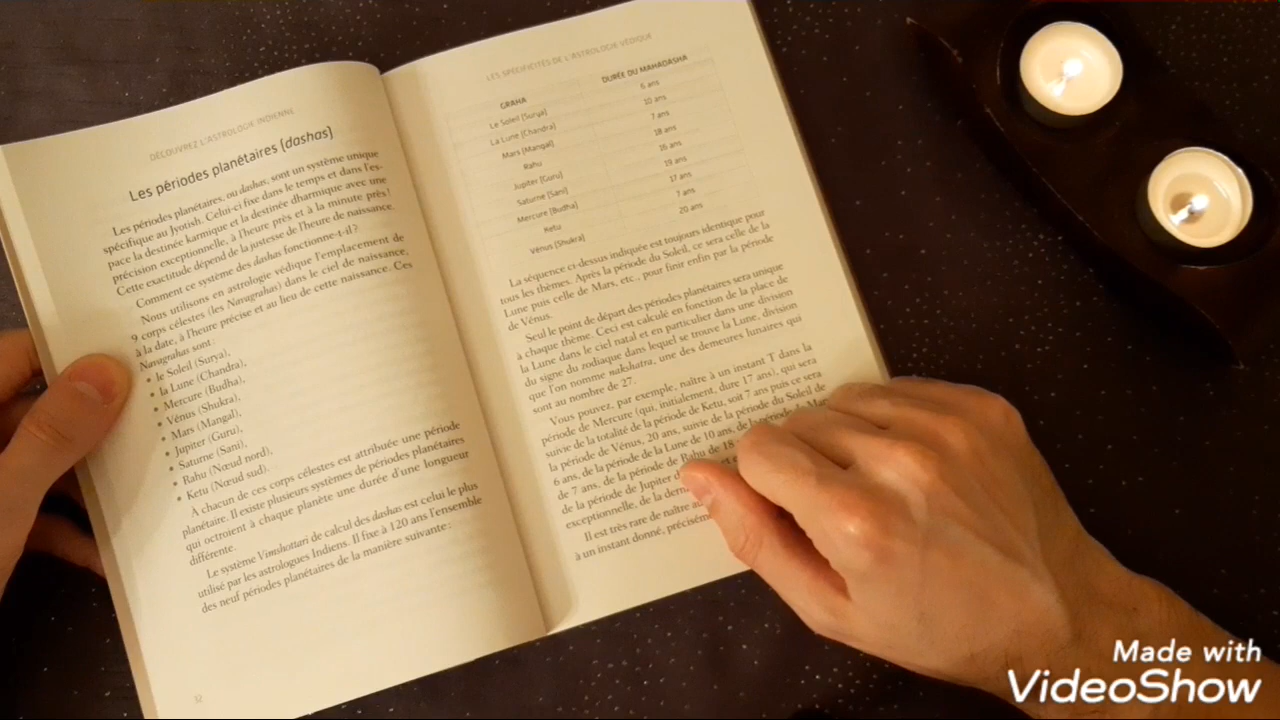 DÉCOUVREZ L'ASTROLOGIE INDIENNE
Les périodes planétaires (dashas)
Les périodes planétaires, ou dashas, sont un système unique
spécifique au Jyotish. Celui-ci fixe dans le temps et dans l'es-
pace la destinée karmique et la destinée dharmique avec une
précision exceptionnelle, à l'heure près et à la minute près!
Cette exactitude dépend de la justesse de l'heure de naissance.
Comment ce système des dashas fonctionne-t-il?
Nous utilisons en astrologie védique l'emplacement de
9 corps célestes (les Navagrahas) dans le ciel de naissance,
à la date, à l'heure précise et au lieu de cette naissance. Ces
Navagrahas sont:
• le Soleil (Surya),
• la Lune (Chandra),
• Mercure (Budha),
• Vénus (Shukra),
• Mars (Mangal),
• Jupiter (Guru),
• Saturne (Sani),
• Rahu (Nœud nord),
• Ketu (Nœud sud).
À chacun de ces corps célestes est attribuée une période
planétaire. Il existe plusieurs systèmes de périodes planétaires
qui octroient à chaque planète une durée d'une longueur
différente.
Le système Vimshottari de calcul des dashas est celui le plus
utilisé par les astrologues Indiens. Il fixe à 120 ans l'ensemble
des neuf périodes planétaires de la manière suivante:
LES SPÉCIFICITÉS DE L'ASTROLOGIE VÉDIQUE
GRAHA DURÉE DU MAHADASHA
Le Soleil (Surya) 6 ans
La Lune (Chandra) 10 ans
Mars (Mangal) 7 ans
Rahu 18 ans
Jupiter (Guru) 16 ans
Saturne (Sani) 19 ans
Mercure (Budha) 17 ans
Ketu 7 ans
Vénus (Shukra) 20 ans
La séquence ci-dessus indiquée est toujours identique pour
tous les thèmes. Après la période du Soleil, ce sera celle de la
Lune puis celle de Mars, etc., pour finir enfin par la période
de Vénus.
Seul le point de départ des périodes planétaires sera unique
à chaque thème. Ceci est calculé en fonction de la place de
la Lune dans le ciel natal et en particulier dans une division
du signe du zodiaque dans lequel se trouve la Lune, division
que l'on nomme nakshatra, une des demeures lunaires qui
sont au nombre de 27.
Vous pouvez, par exemple, naître à un instant T dans la
période de Mercure (qui, initialement, dure 17 ans), qui sera
suivie de la totalité de la période de Ketu, soit 7 ans puis ce sera
la période de Vénus, 20 ans, suivie de la période du Soleil de
6 ans, de la période de la Lune de 10 ans, de la période de Mars
de 7 ans, de la période de Rahu de 18
de la période de Jupiter
exceptionnelle, de la
Il est très rare de naître
à un instant donné,
Made with
VideoShow